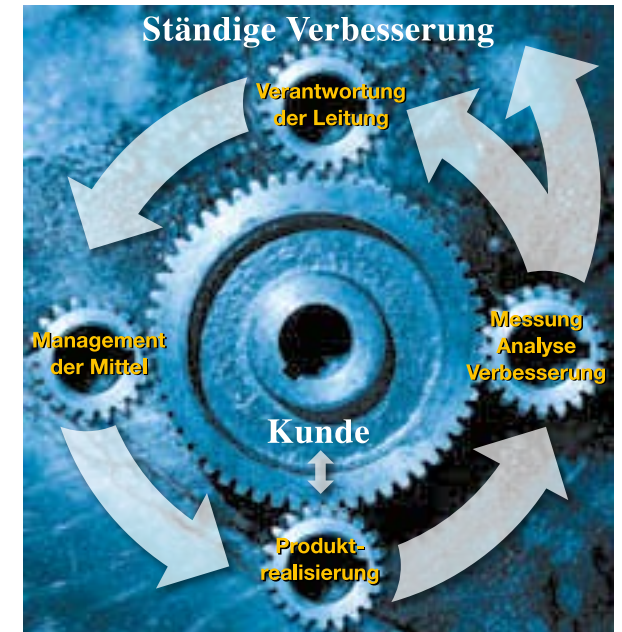 Ständige Verbesserung
Verantwortung
der Leitung
Management
der Mittel
Messung
Analyse
Verbesserung
Kunde
Produkt-
realisierung